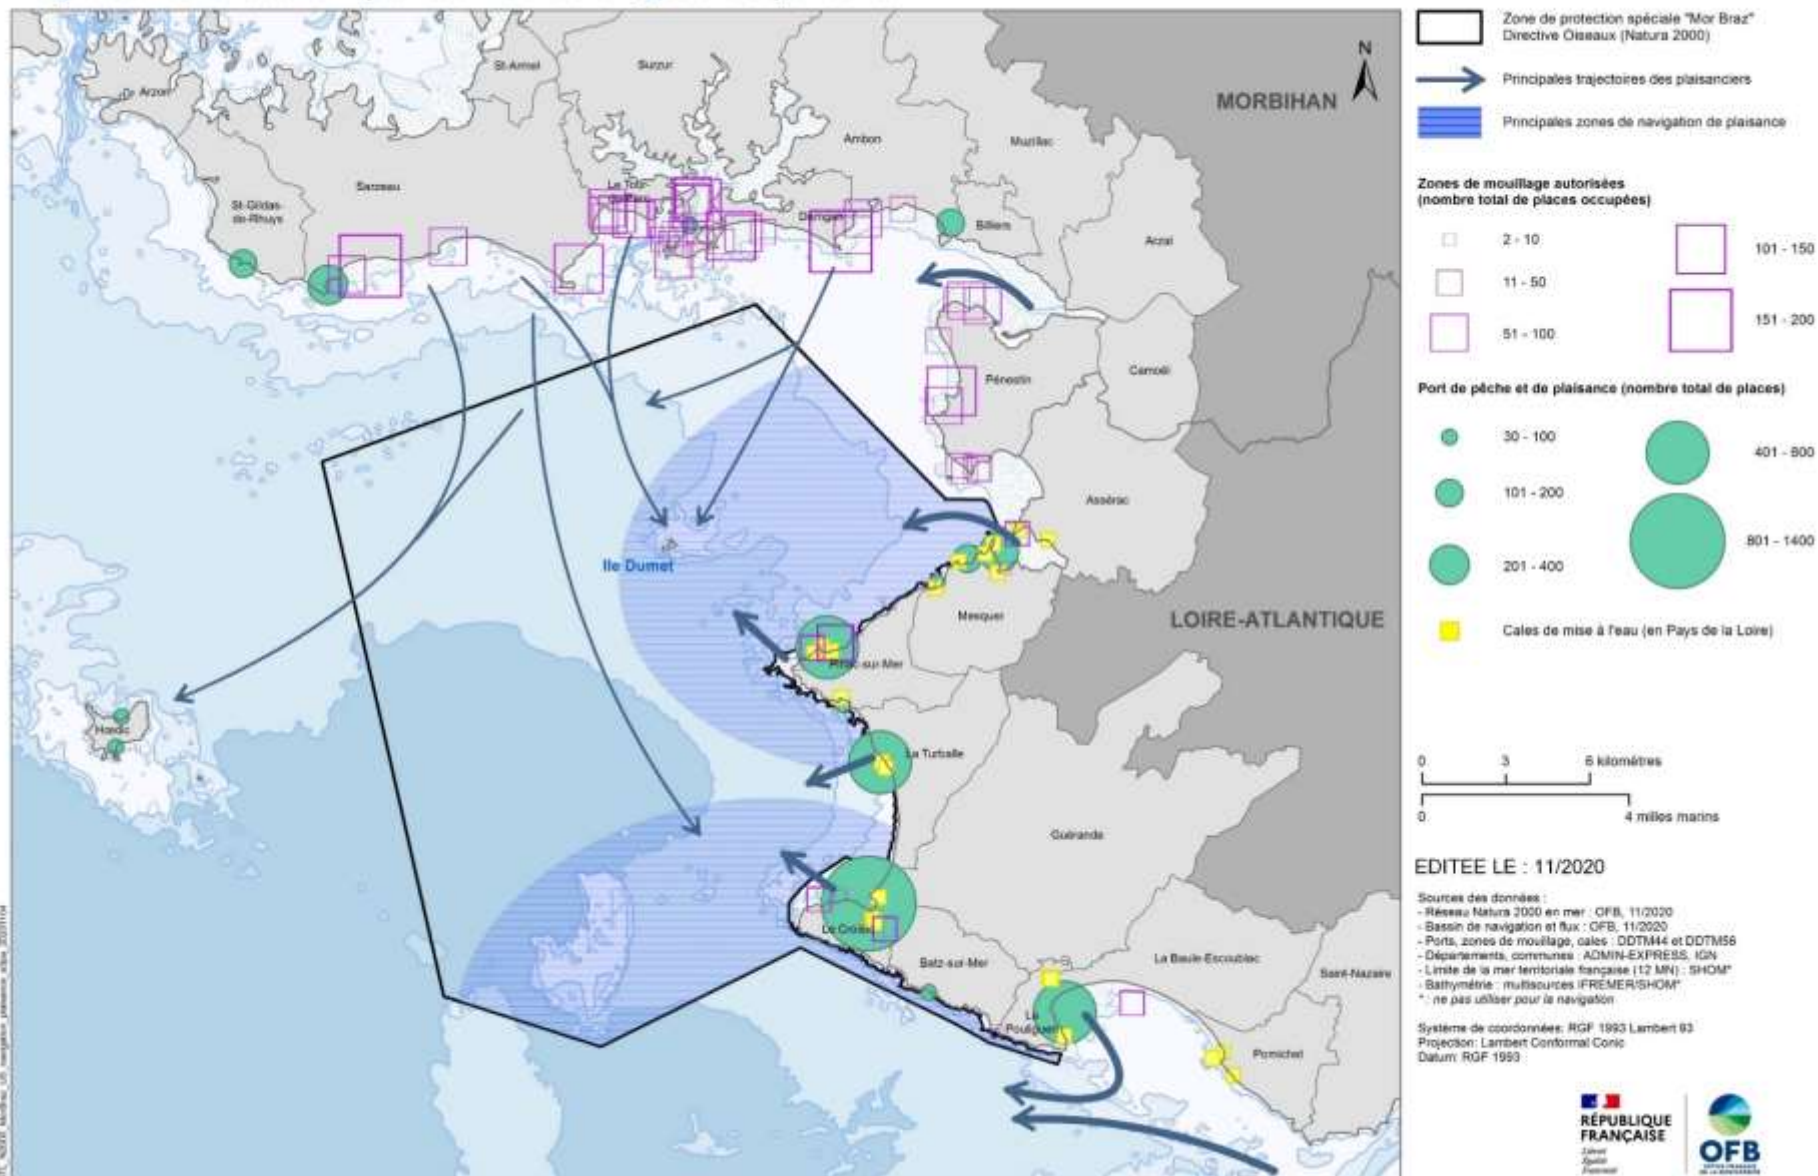 St-Armel
Surzur
Arzon
Ambon
Muzillac
MORBIHAN
N
Sarzeau
St-Gildas-
de-Rhuys
Le Tour-
Damgan
Billiers
Arzal
Pénestin
Camoël
Assérac
Ile Dumet
Mesquer
LOIRE-ATLANTIQUE
-sur-Mer
Hoedic
La Turballe
Guérande
Le Croisic
Batz-sur-Mer
La Baule-Escoublac
Saint-Nazaire
Le
Pouliguen
Pornichet
Zone de protection spéciale "Mor Braz"
Directive Oiseaux (Natura 2000)
Principales trajectoires des plaisanciers
Principales zones de navigation de plaisance
Zones de mouillage autorisées
(nombre total de places occupées)
2 - 10
11 - 50
51 - 100
101 - 150
151 - 200
Port de pêche et de plaisance (nombre total de places)
30 - 100
101 - 200
201 - 400
401 - 800
801 - 1400
Cales de mise à l'eau (en Pays de la Loire)
0 3 6 kilomètres
0 4 milles marins
EDITEE LE : 11/2020
Sources des données :
- Réseau Natura 2000 en mer : OFB, 11/2020
- Bassin de navigation et flux : OFB, 11/2020
- Ports, zones de mouillage, cales : DDTM44 et DDTM56
- Départements, communes : ADMIN-EXPRESS, IGN
- Limite de la mer territoriale française (12 MN) : SHOM*
- Bathymétrie : multisources IFREMER/SHOM*
* : ne pas utiliser pour la navigation
Système de coordonnées: RGF 1993 Lambert 93
Projection: Lambert Conformal Conic
Datum: RGF 1993
RÉPUBLIQUE
FRANÇAISE
Liberté
Égalité
Fraternité
OFB
OFFICE FRANÇAIS
DE LA BIODIVERSITÉ